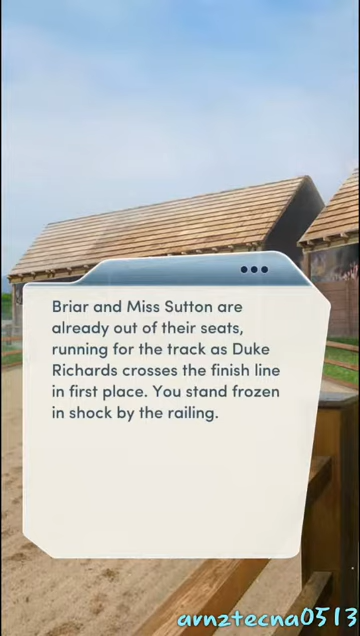 Briar and Miss Sutton are
already out of their seats,
running for the track as Duke
Richards crosses the finish line
in first place. You stand frozen
in shock by the railing.
arnztecna0513